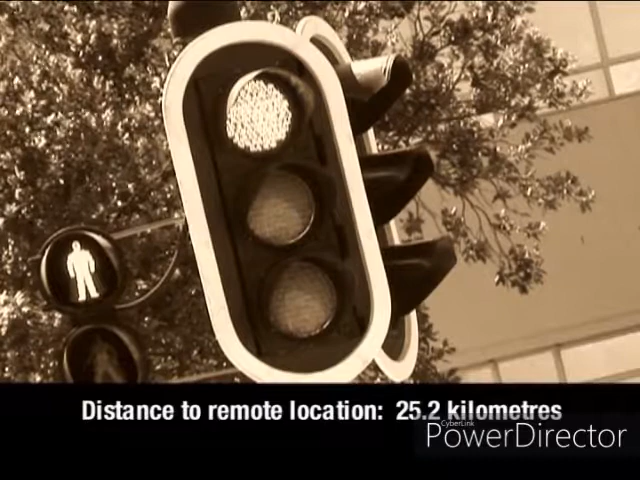 Distance to remote location: 25.2 kilometres
CyberLink
PowerDirector